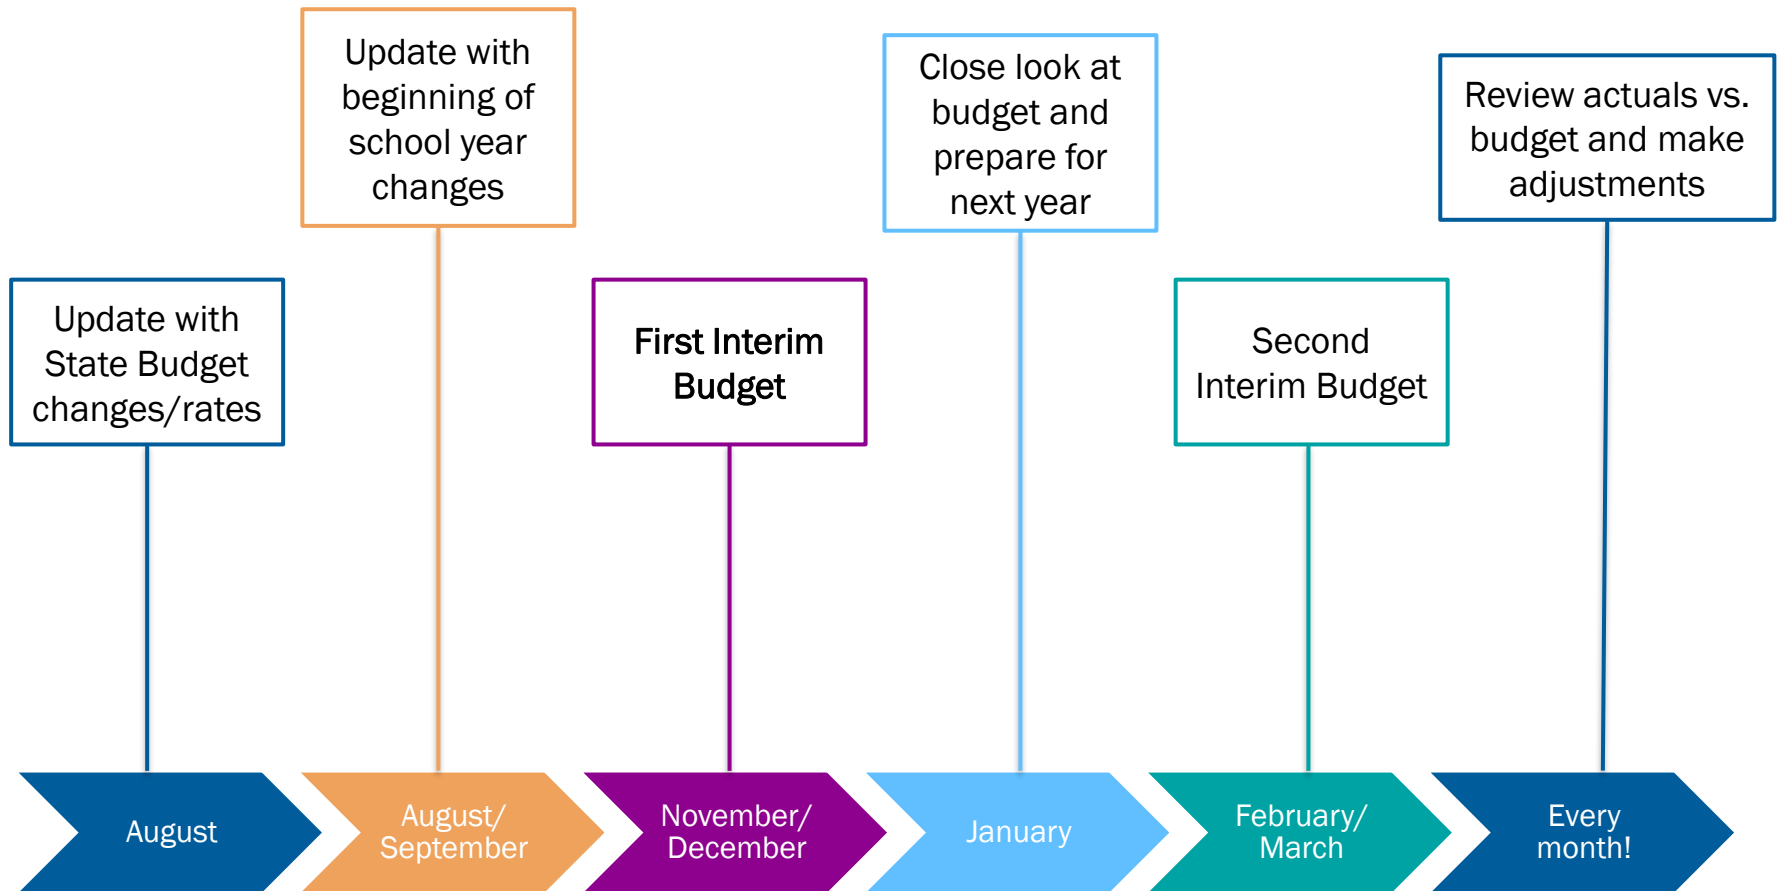 Update with
State Budget
changes/rates
Update with
beginning of
school year
changes
First Interim
Budget
Close look at
budget and
prepare for
next year
Second
Interim Budget
Review actuals vs.
budget and make
adjustments
August
August/
September
November/
December
January
February/
March
Every
month!